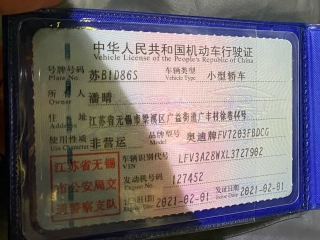 中华人民共和国机动车行驶证
Vehicle License of the People's Republic of China
号牌号码 苏B1D86S 车辆类型 小型轿车
Plate No. Vehicle Type
所有人 潘晴
Owner
住址 江苏省无锡市梁溪区广益街道广丰村
Address
使用性质 非营运 品牌型号 奥迪牌FV7203FBDCG
Use Character Model
江苏省无锡市公安局交通警察支队
车辆识别代号 LFV3A28WXL3727902
VIN
发动机号码 127452
Engine No.
注册日期 2021-02-01 发证日期 2021-02-01